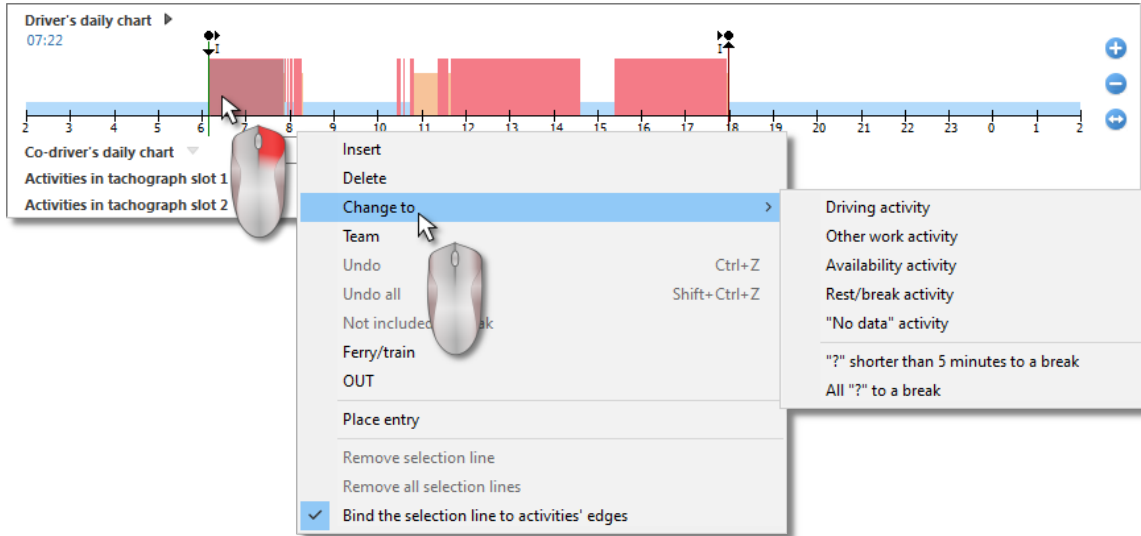 Driver's daily chart
07:22
I I
2 3 4 5 6 7 8 9 10 11 12 13 14 15 16 17 18 19 20 21 22 23 0 1 2
Co-driver's daily chart
Activities in tachograph slot 1
Activities in tachograph slot 2
Insert
Delete
Change to
Team
Undo Ctrl+Z
Undo all Shift+Ctrl+Z
Not included
Ferry/train
OUT
Place entry
Remove selection line
Remove all selection lines
Bind the selection line to activities' edges
Driving activity
Other work activity
Availability activity
Rest/break activity
"No data" activity
"?" shorter than 5 minutes to a break
All "?" to a break